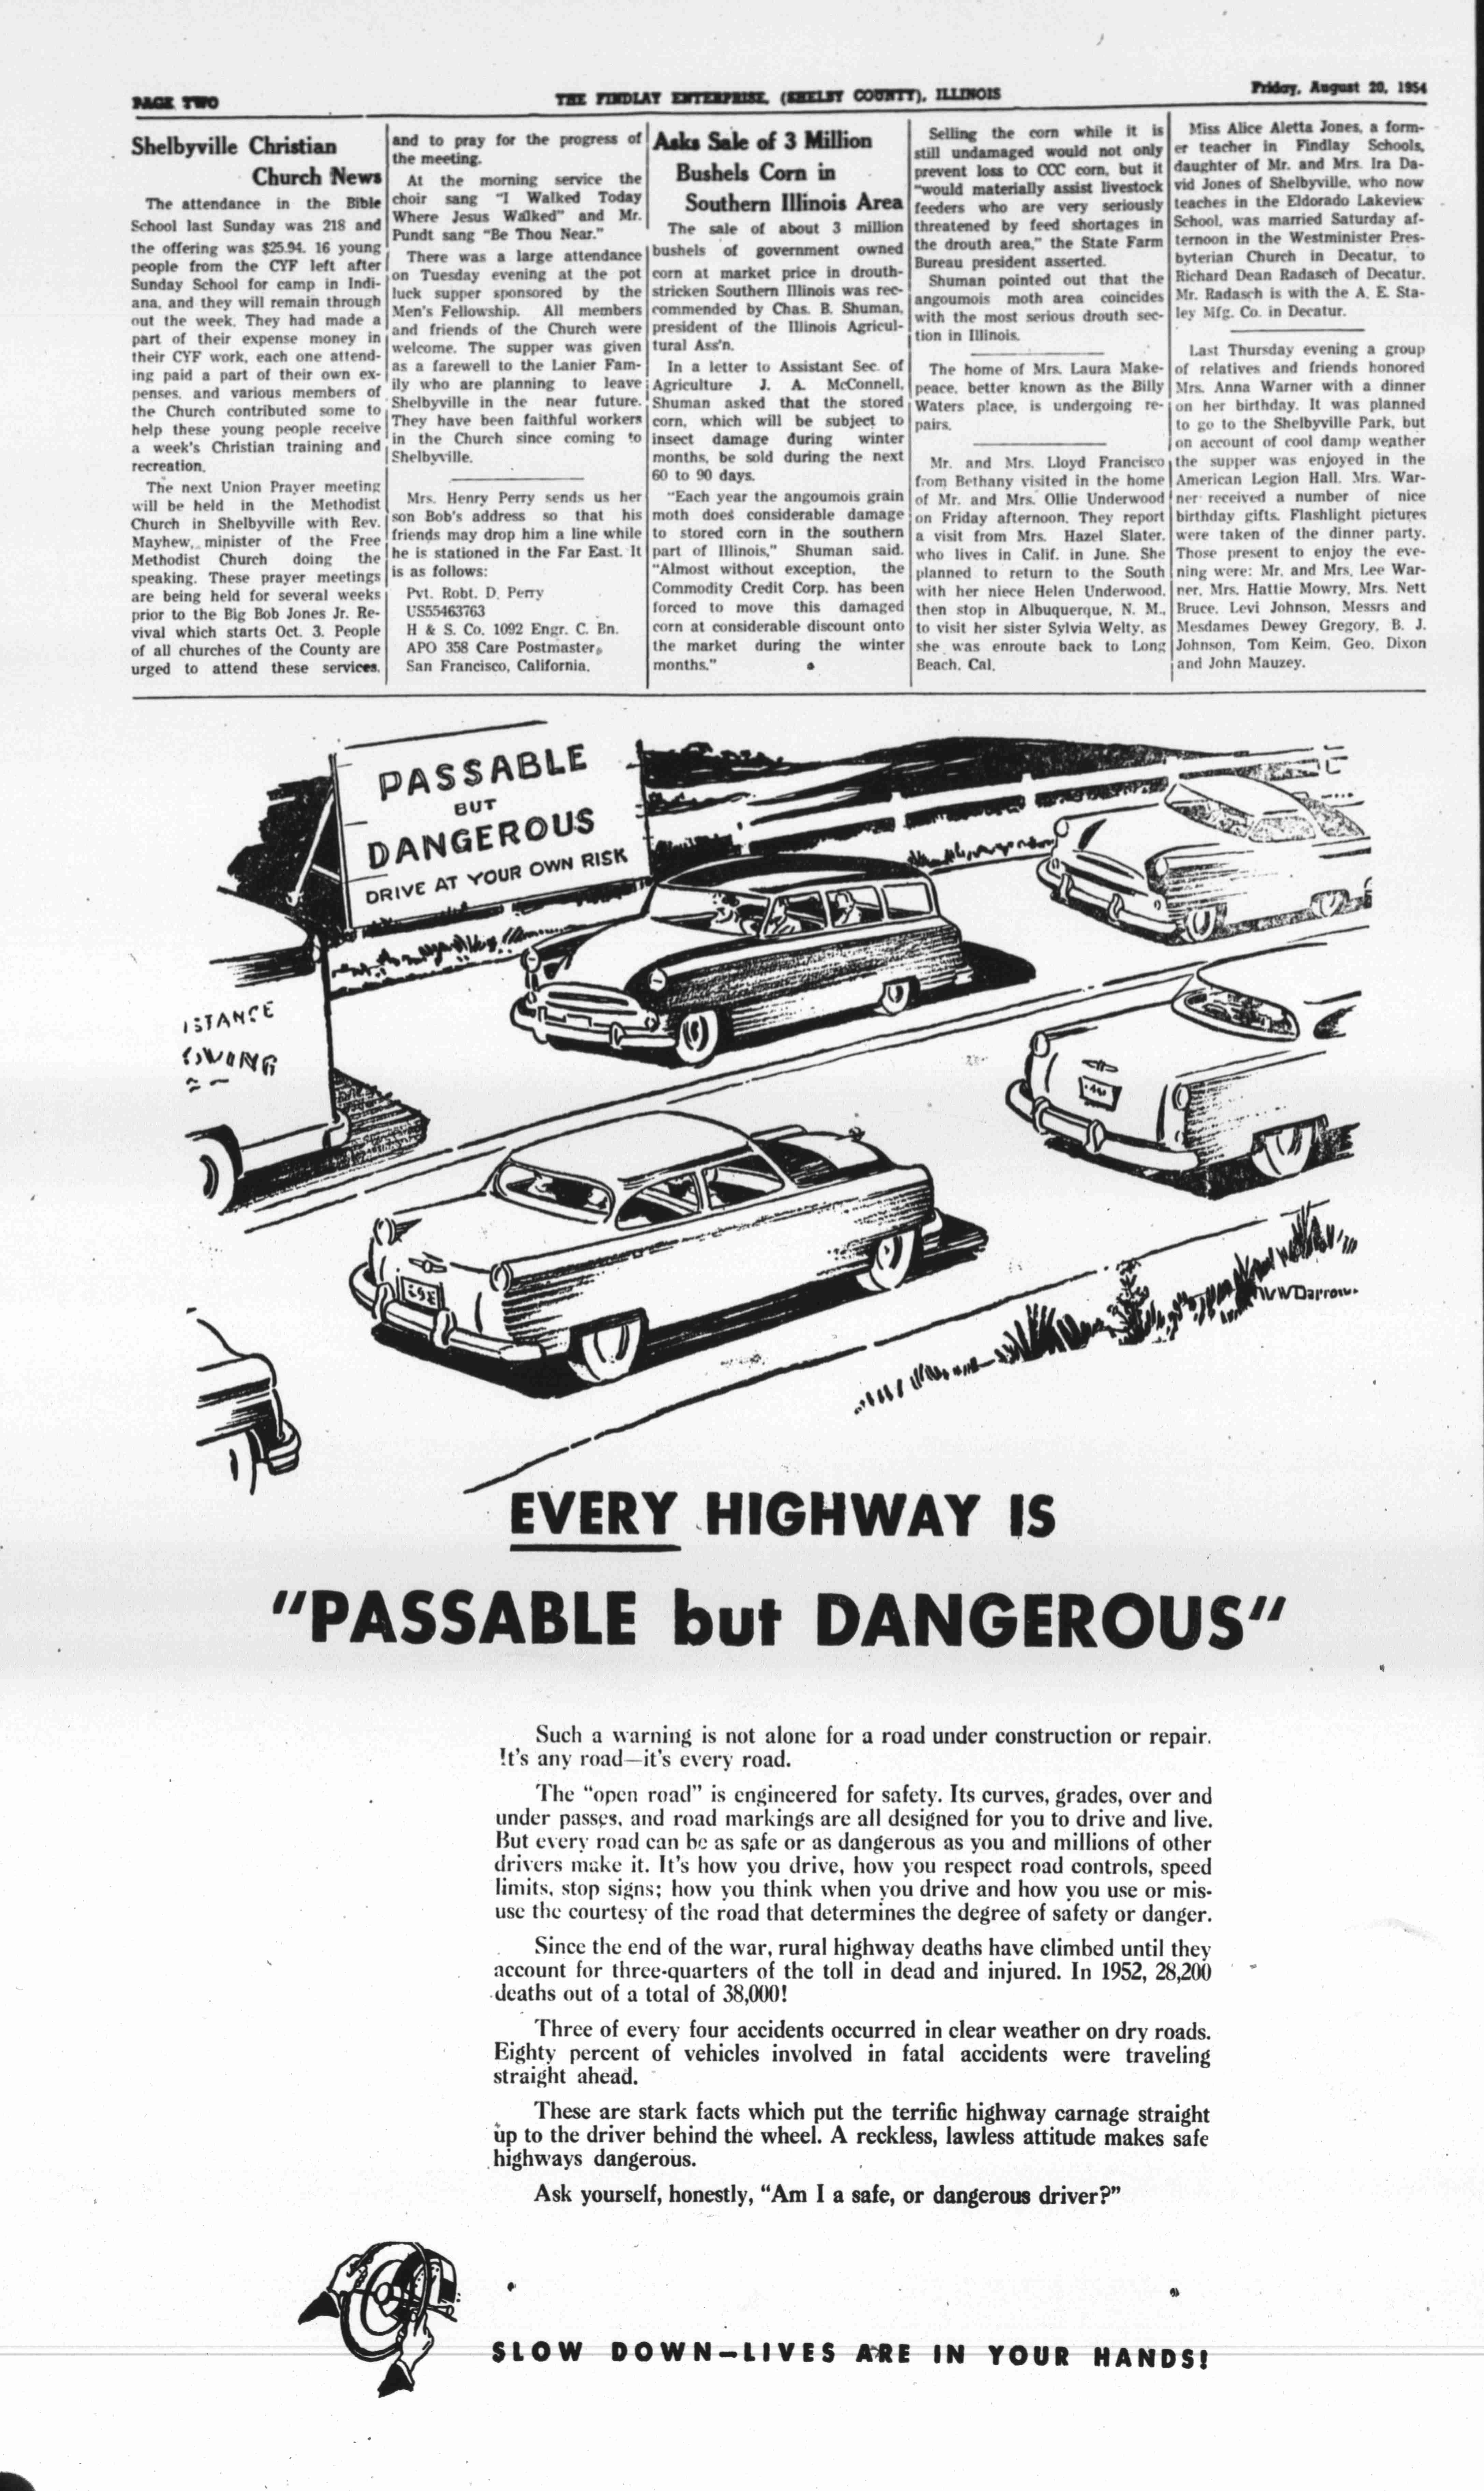 PAGE TWO
THE FINDLAY ENTERPRISE, (SHELBY COUNTY), ILLINOIS
Friday, August 20, 1954
Shelbyville Christian
Church News
The attendance in the Bible
School last Sunday was 218 and
the offering was $25.94. 16 young
people from the CYF left after
Sunday School for camp in Indi-
ana, and they will remain through
out the week. They had made a
part of their expense money in
their CYF work, each one attend-
ing paid a part of their own ex-
penses, and various members of
the Church contributed some to
help these young people receive
a week's Christian training and
recreation.
The next Union Prayer meeting
will be held in the Methodist
Church in Shelbyville with Rev.
Mayhew, minister of the Free
Methodist Church doing the
speaking. These prayer meetings
are being held for several weeks
prior to the Big Bob Jones Jr. Re-
vival which starts Oct. 3. People
of all churches of the County are
urged to attend these services,
and to pray for the progress of
the meeting.
At the morning service the
choir sang "I Walked Today
Where Jesus Walked" and Mr.
Pundt sang "Be Thou Near."
There was a large attendance
on Tuesday evening at the pot
luck supper sponsored by the
Men's Fellowship. All members
and friends of the Church were
welcome. The supper was given
as a farewell to the Lanier Fam-
ily who are planning to leave
Shelbyville in the near future.
They have been faithful workers
in the Church since coming to
Shelbyville.
Mrs. Henry Perry sends us her
son Bob's address so that his
friends may drop him a line while
he is stationed in the Far East. It
is as follows:
Pvt. Robt. D. Perry
US55463763
H & S. Co. 1092 Engr. C. Bn.
APO 358 Care Postmaster,
San Francisco, California.
Asks Sale of 3 Million
Bushels Corn in
Southern Illinois Area
The sale of about 3 million
bushels of government owned
corn at market price in drouth-
stricken Southern Illinois was rec-
commended by Chas. B. Shuman,
president of the Illinois Agricul-
tural Ass'n.
In a letter to Assistant Sec. of
Agriculture J. A. McConnell,
Shuman asked that the stored
corn, which will be subject to
insect damage during winter
months, be sold during the next
60 to 90 days.
"Each year the angoumois grain
moth does considerable damage
to stored corn in the southern
part of Illinois," Shuman said.
"Almost without exception, the
Commodity Credit Corp. has been
forced to move this damaged
corn at considerable discount onto
the market during the winter
months."
Selling the corn while it is
still undamaged would not only
prevent loss to CCC corn, but it
"would materially assist livestock
feeders who are very seriously
threatened by feed shortages in
the drouth area," the State Farm
Bureau president asserted.
Shuman pointed out that the
angoumois moth area coincides
with the most serious drouth sec-
tion in Illinois.
The home of Mrs. Laura Make-
peace, better known as the Billy
Waters place, is undergoing re-
pairs.
Mr. and Mrs. Lloyd Francisco
from Bethany visited in the home
of Mr. and Mrs. Ollie Underwood
on Friday afternoon. They report
a visit from Mrs. Hazel Slater,
who lives in Calif. in June. She
planned to return to the South
with her niece Helen Underwood,
then stop in Albuquerque, N. M.,
to visit her sister Sylvia Welty, as
she was enroute back to Long
Beach, Cal.
Miss Alice Aletta Jones, a form-
er teacher in Findlay Schools,
daughter of Mr. and Mrs. Ira Da-
vid Jones of Shelbyville, who now
teaches in the Eldorado Lakeview
School, was married Saturday af-
ternoon in the Westminister Pres-
byterian Church in Decatur, to
Richard Dean Radasch of Decatur.
Mr. Radasch is with the A. E. Sta-
ley Mfg. Co. in Decatur.
Last Thursday evening a group
of relatives and friends honored
Mrs. Anna Warner with a dinner
on her birthday. It was planned
to go to the Shelbyville Park, but
on account of cool damp weather
the supper was enjoyed in the
American Legion Hall. Mrs. War-
ner received a number of nice
birthday gifts. Flashlight pictures
were taken of the dinner party.
Those present to enjoy the eve-
ning were: Mr. and Mrs. Lee War-
ner, Mrs. Hattie Mowry, Mrs. Nett
Bruce, Levi Johnson, Messrs and
Mesdames Dewey Gregory, B. J.
Johnson, Tom Keim, Geo. Dixon
and John Mauzey.
PASSABLE
BUT
DANGEROUS
DRIVE AT YOUR OWN RISK
ISTANCE
WWDarrow
EVERY HIGHWAY IS
"PASSABLE but DANGEROUS"
Such a warning is not alone for a road under construction or repair.
It's any road—it's every road.
The "open road" is engineered for safety. Its curves, grades, over and
under passes, and road markings are all designed for you to drive and live.
But every road can be as safe or as dangerous as you and millions of other
drivers make it. It's how you drive, how you respect road controls, speed
limits, stop signs; how you think when you drive and how you use or mis-
use the courtesy of the road that determines the degree of safety or danger.
Since the end of the war, rural highway deaths have climbed until they
account for three-quarters of the toll in dead and injured. In 1952, 28,200
deaths out of a total of 38,000!
Three of every four accidents occurred in clear weather on dry roads.
Eighty percent of vehicles involved in fatal accidents were traveling
straight ahead.
These are stark facts which put the terrific highway carnage straight
up to the driver behind the wheel. A reckless, lawless attitude makes safe
highways dangerous.
Ask yourself, honestly, "Am I a safe, or dangerous driver?"
SLOW DOWN—LIVES ARE IN YOUR HANDS!